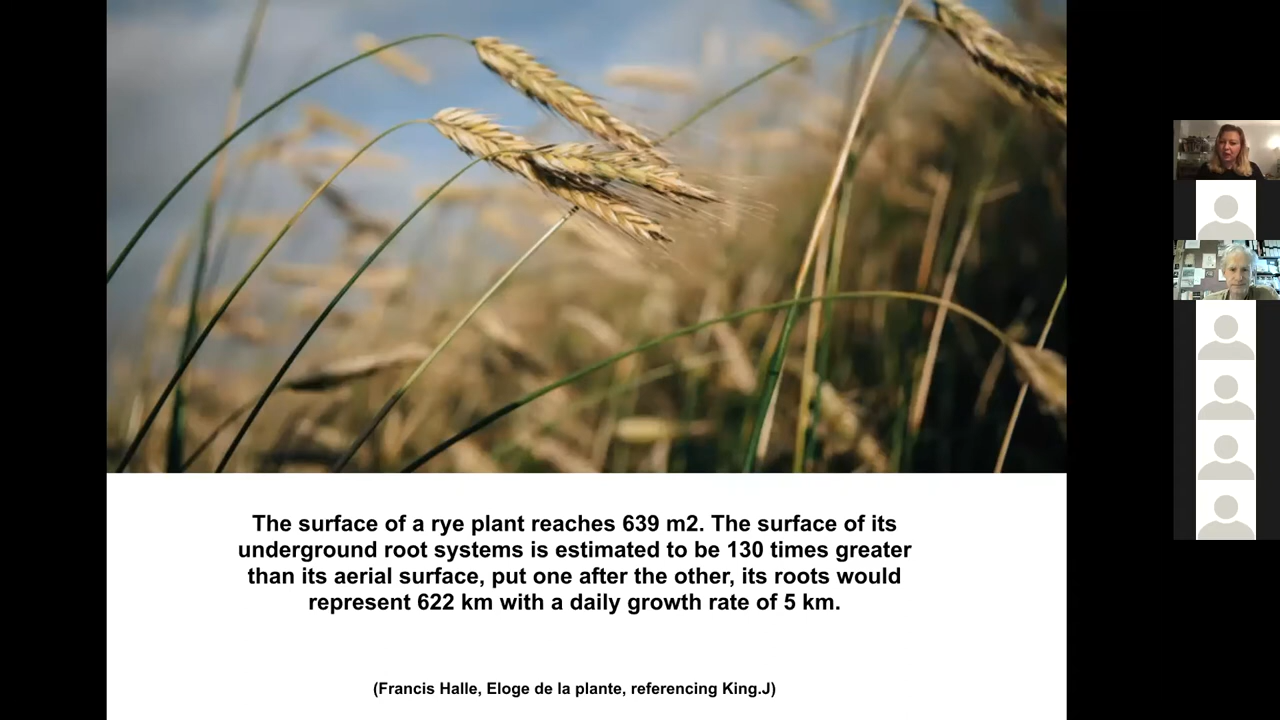 The surface of a rye plant reaches 639 m2. The surface of its
underground root systems is estimated to be 130 times greater
than its aerial surface, put one after the other, its roots would
represent 622 km with a daily growth rate of 5 km.
(Francis Halle, Eloge de la plante, referencing King.J)